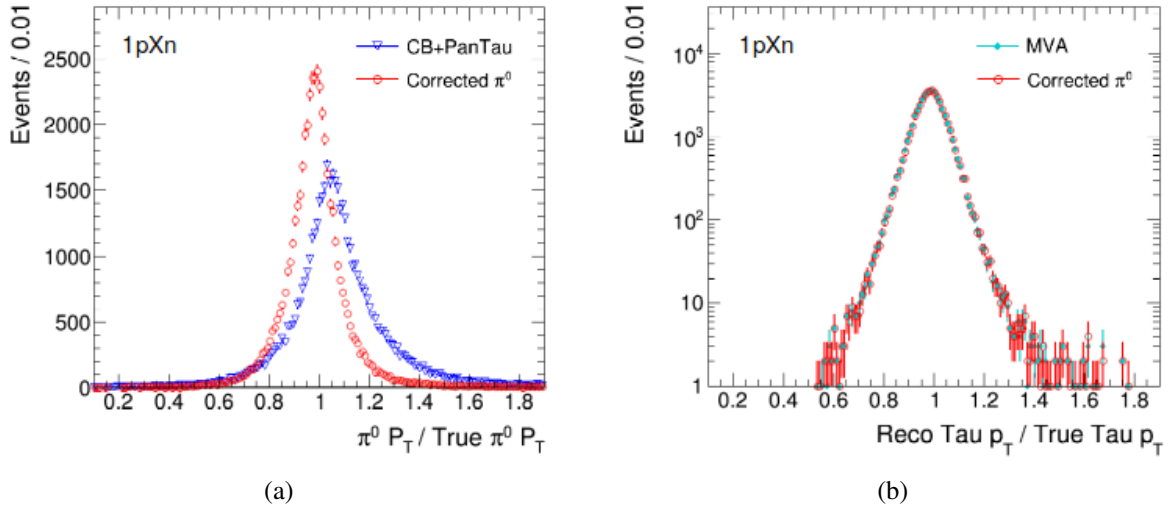 Events / 0.01
2500
2000
1500
1000
500
0
1pXn
CB+PanTau
Corrected π⁰
0.2 0.4 0.6 0.8 1 1.2 1.4 1.6 1.8
π⁰ P_T / True π⁰ P_T
(a)
Events / 0.01
10⁴
10³
10²
10
1
1pXn
MVA
Corrected π⁰
0.2 0.4 0.6 0.8 1 1.2 1.4 1.6 1.8
Reco Tau p_T / True Tau p_T
(b)